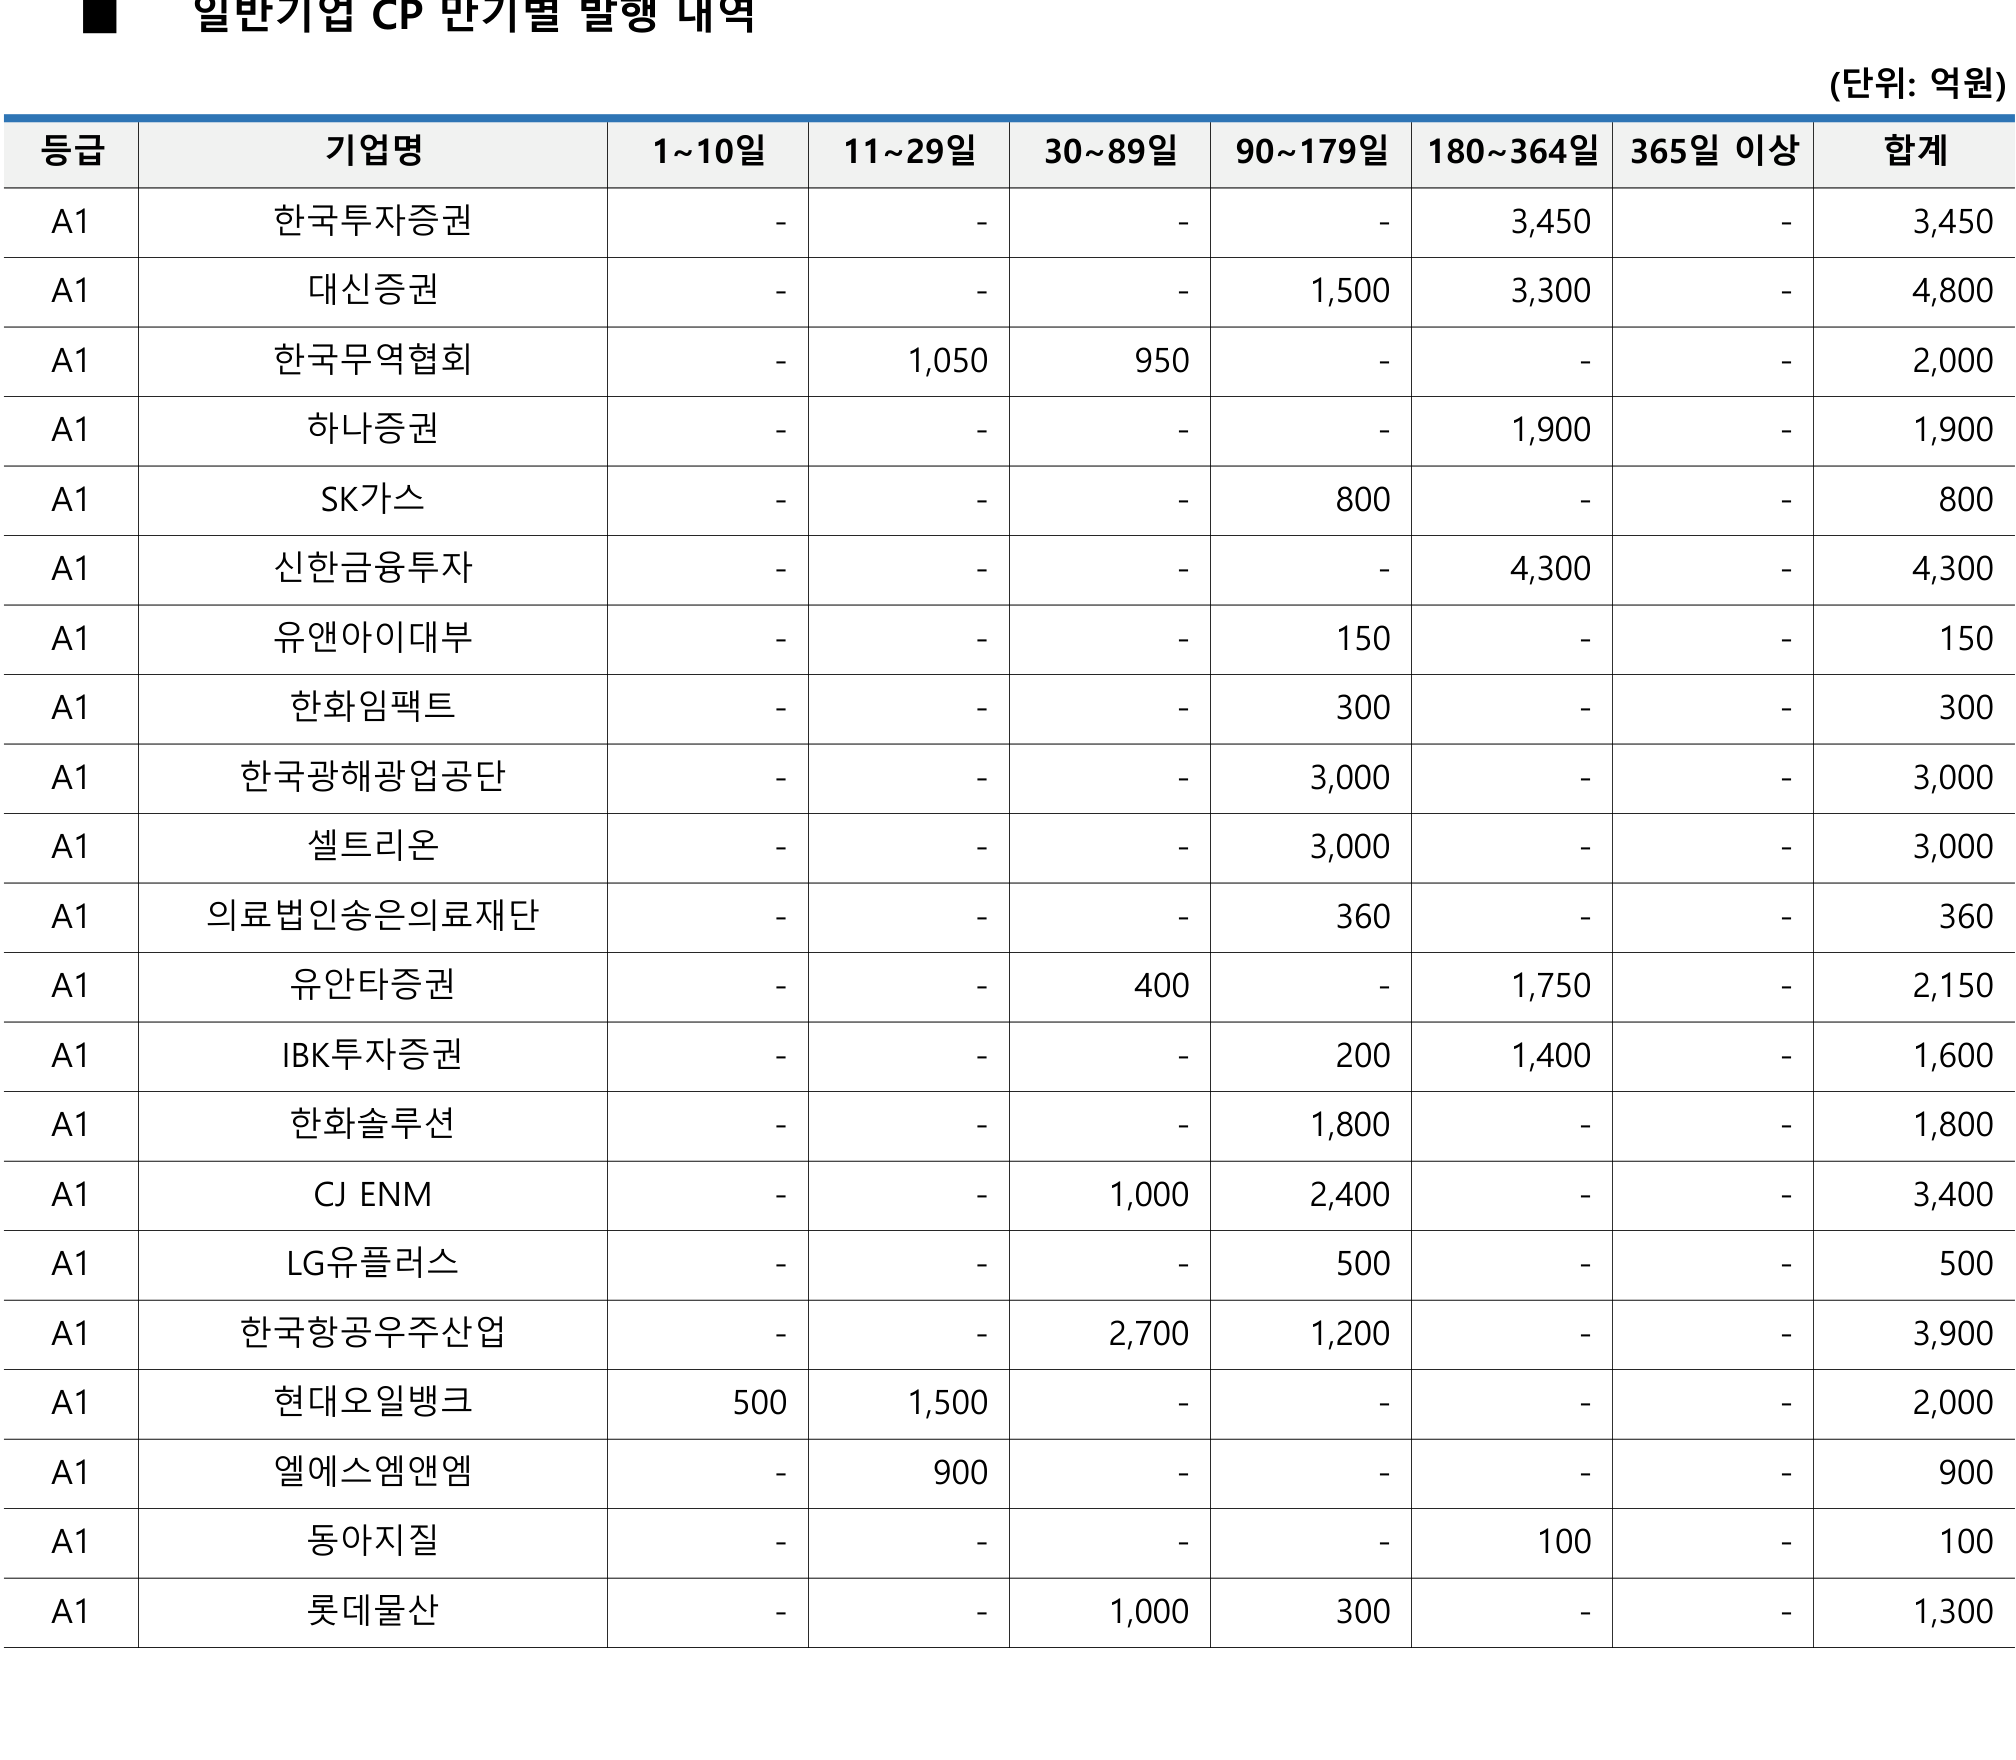 ■ 일반기업 CP 만기별 발행 내역
(단위: 억원)
등급 기업명 1~10일 11~29일 30~89일 90~179일 180~364일 365일 이상 합계
A1 한국투자증권 - - - - 3,450 - 3,450
A1 대신증권 - - - 1,500 3,300 - 4,800
A1 한국무역협회 - 1,050 950 - - - 2,000
A1 하나증권 - - - - 1,900 - 1,900
A1 SK가스 - - - 800 - - 800
A1 신한금융투자 - - - - 4,300 - 4,300
A1 유앤아이대부 - - - 150 - - 150
A1 한화임팩트 - - - 300 - - 300
A1 한국광해광업공단 - - - 3,000 - - 3,000
A1 셀트리온 - - - 3,000 - - 3,000
A1 의료법인송은의료재단 - - - 360 - - 360
A1 유안타증권 - - 400 - 1,750 - 2,150
A1 IBK투자증권 - - - 200 1,400 - 1,600
A1 한화솔루션 - - - 1,800 - - 1,800
A1 CJ ENM - - 1,000 2,400 - - 3,400
A1 LG유플러스 - - - 500 - - 500
A1 한국항공우주산업 - - 2,700 1,200 - - 3,900
A1 현대오일뱅크 500 1,500 - - - - 2,000
A1 엘에스엠앤엠 - 900 - - - - 900
A1 동아지질 - - - - 100 - 100
A1 롯데물산 - - 1,000 300 - - 1,300